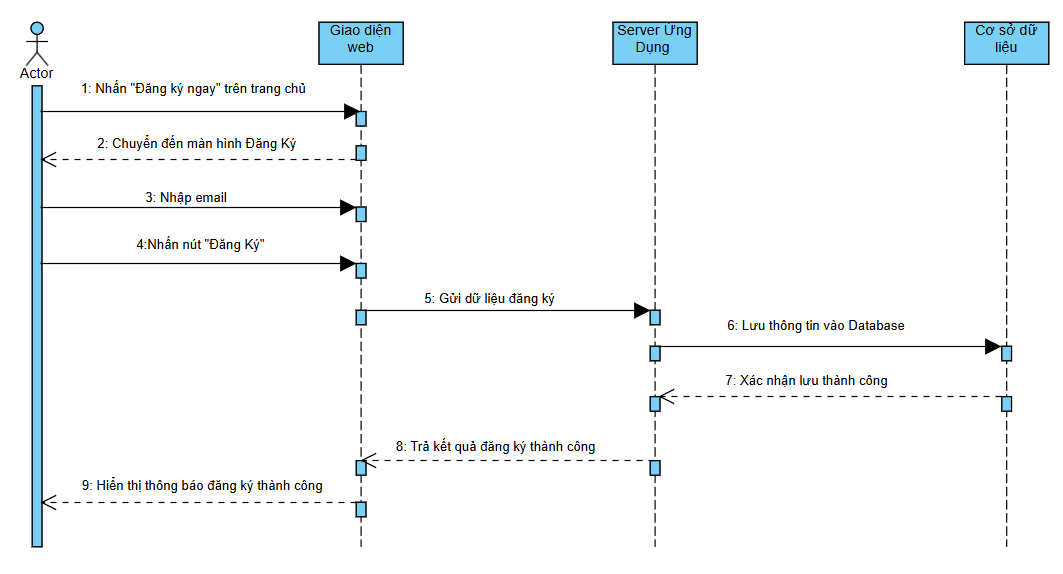 Giao diện
web
Server Ứng
Dụng
Cơ sở dữ
liệu
Actor
1: Nhấn "Đăng ký ngay" trên trang chủ
2: Chuyển đến màn hình Đăng Ký
3: Nhập email
4:Nhấn nút "Đăng Ký"
5: Gửi dữ liệu đăng ký
6: Lưu thông tin vào Database
7: Xác nhận lưu thành công
8: Trả kết quả đăng ký thành công
9: Hiển thị thông báo đăng ký thành công